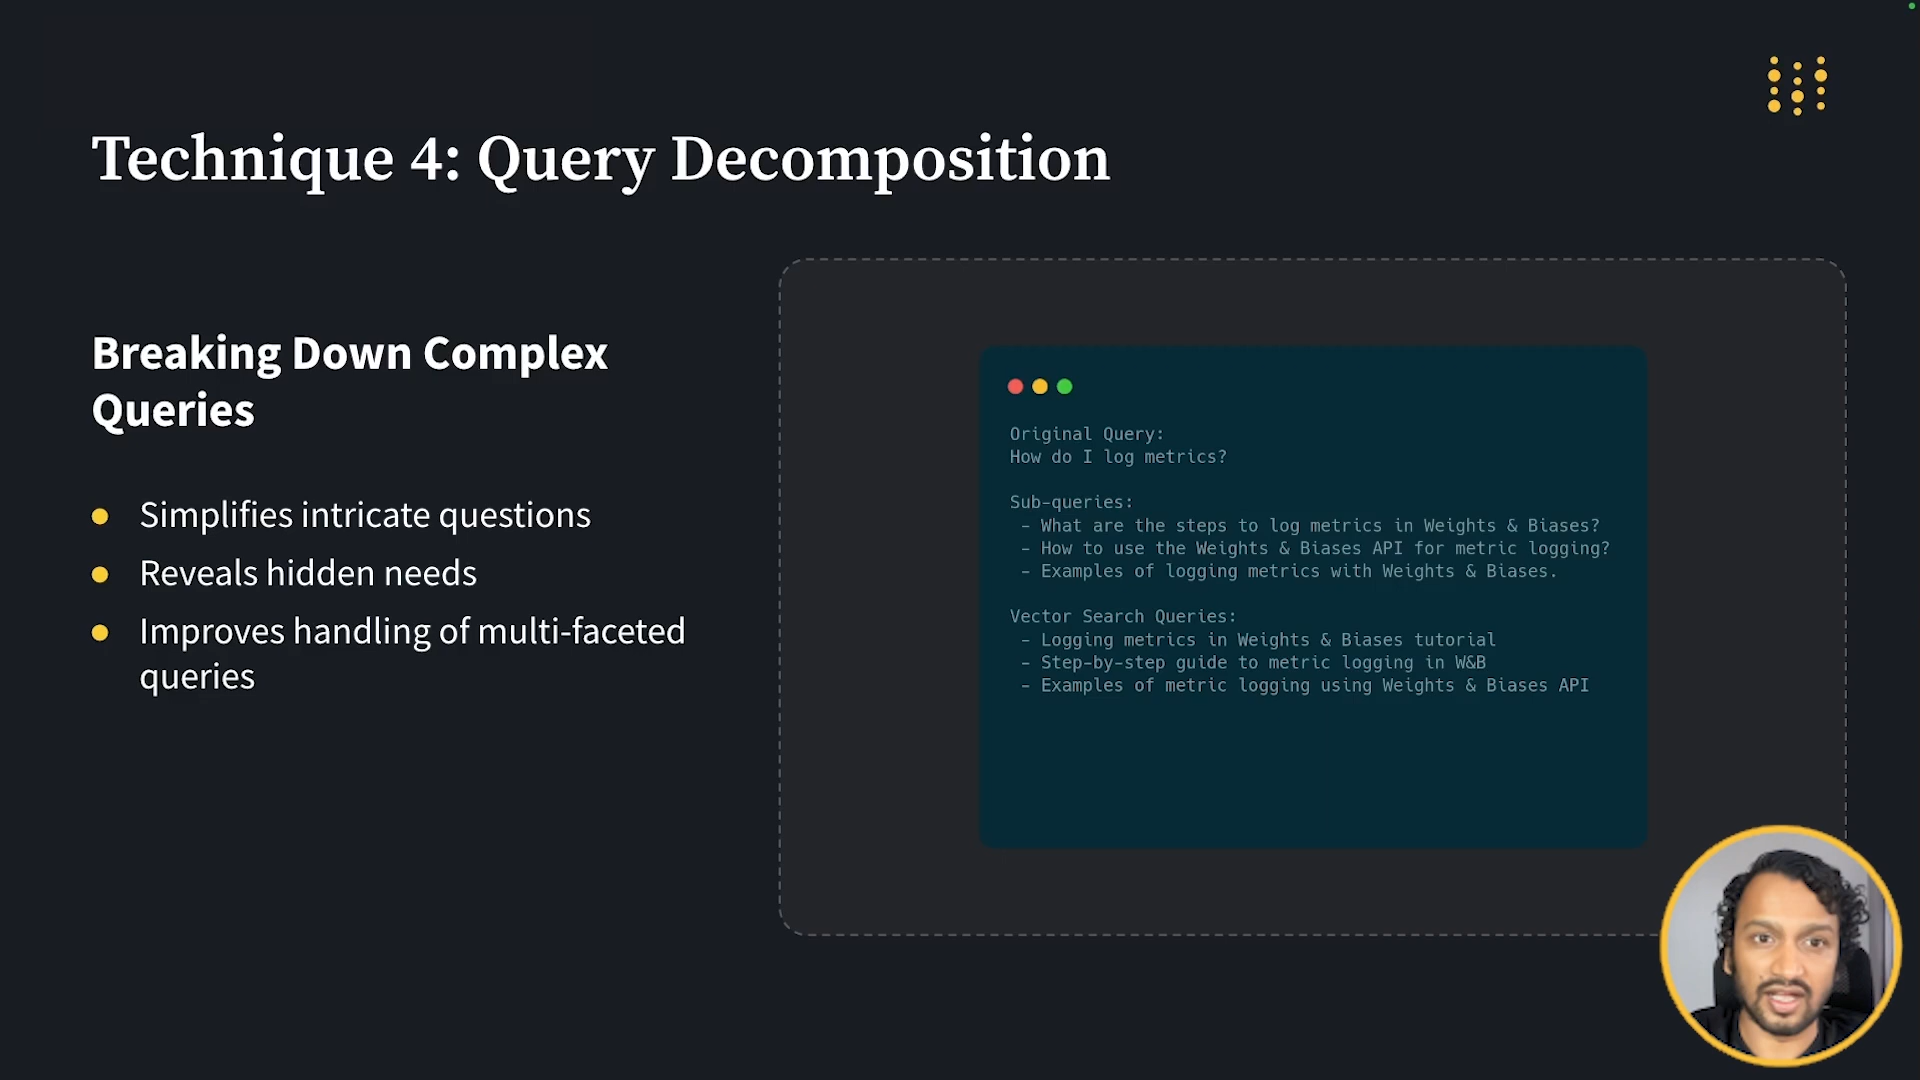 Technique 4: Query Decomposition
Breaking Down Complex
Queries
Simplifies intricate questions
Reveals hidden needs
Improves handling of multi-faceted
queries
Original Query:
How do I log metrics?
Sub-queries:
- What are the steps to log metrics in Weights & Biases?
- How to use the Weights & Biases API for metric logging?
- Examples of logging metrics with Weights & Biases.
Vector Search Queries:
- Logging metrics in Weights & Biases tutorial
- Step-by-step guide to metric logging in W&B
- Examples of metric logging using Weights & Biases API